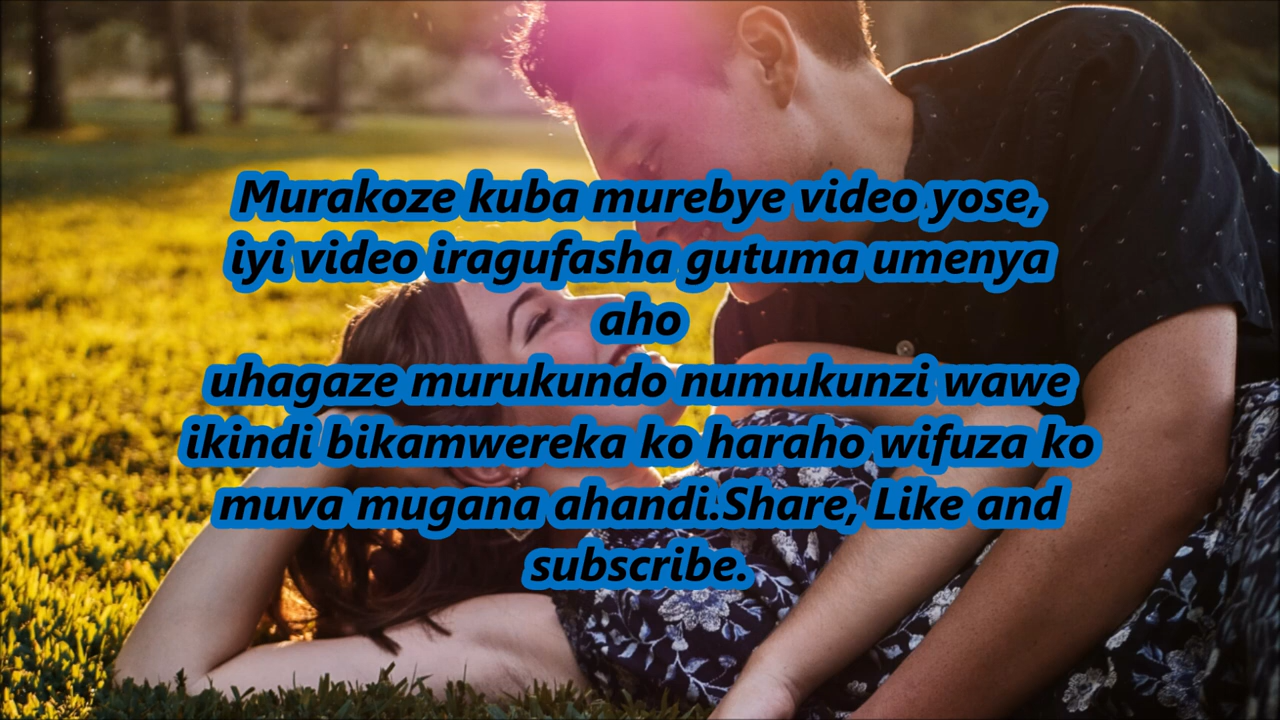 Murakoze kuba murebye video yose,
iyi video iragufasha gutuma umenya
aho
uhagaze murukundo numukunzi wawe
ikindi bikamwereka ko haraho wifuza ko
muva mugana ahandi.Share, Like and
subscribe.